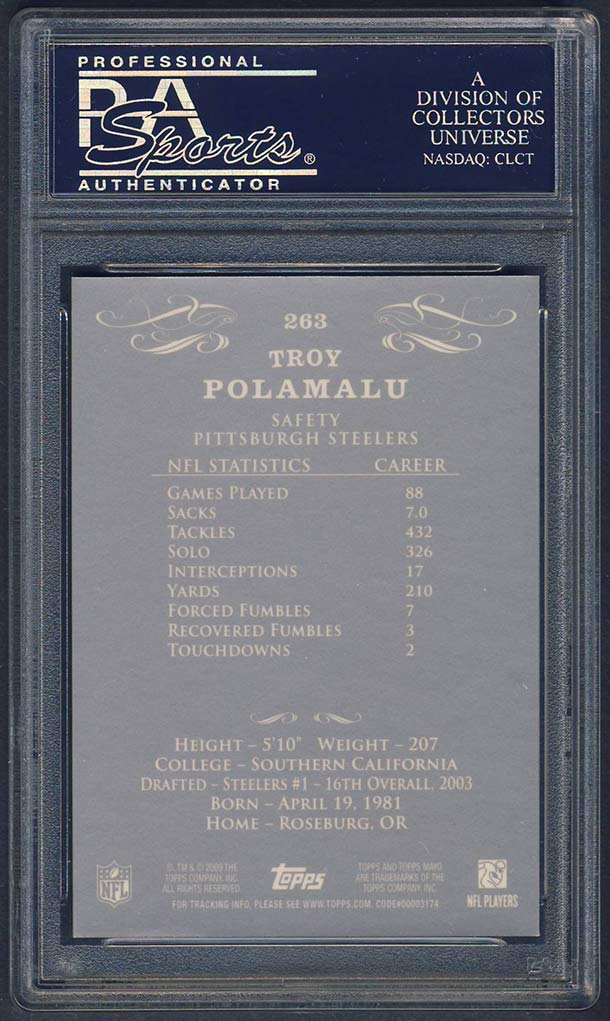 PROFESSIONAL
PSA
Sports®
AUTHENTICATOR
A
DIVISION OF
COLLECTORS
UNIVERSE
NASDAQ: CLCT
263
TROY
POLAMALU
SAFETY
PITTSBURGH STEELERS
NFL STATISTICS CAREER
GAMES PLAYED 88
SACKS 7.0
TACKLES 432
SOLO 326
INTERCEPTIONS 17
YARDS 210
FORCED FUMBLES 7
RECOVERED FUMBLES 3
TOUCHDOWNS 2
HEIGHT – 5'10" WEIGHT – 207
COLLEGE – SOUTHERN CALIFORNIA
DRAFTED – STEELERS #1 – 16TH OVERALL, 2003
BORN – APRIL 19, 1981
HOME – ROSEBURG, OR
NFL
®, TM & © 2009 THE
TOPPS COMPANY, INC.
ALL RIGHTS RESERVED
TOPPS
TOPPS AND TOPPS MAYO
ARE TRADEMARKS OF THE
TOPPS COMPANY, INC.
NFL PLAYERS
FOR TRACKING INFO, PLEASE SEE WWW.TOPPS.COM. CODE#00003174